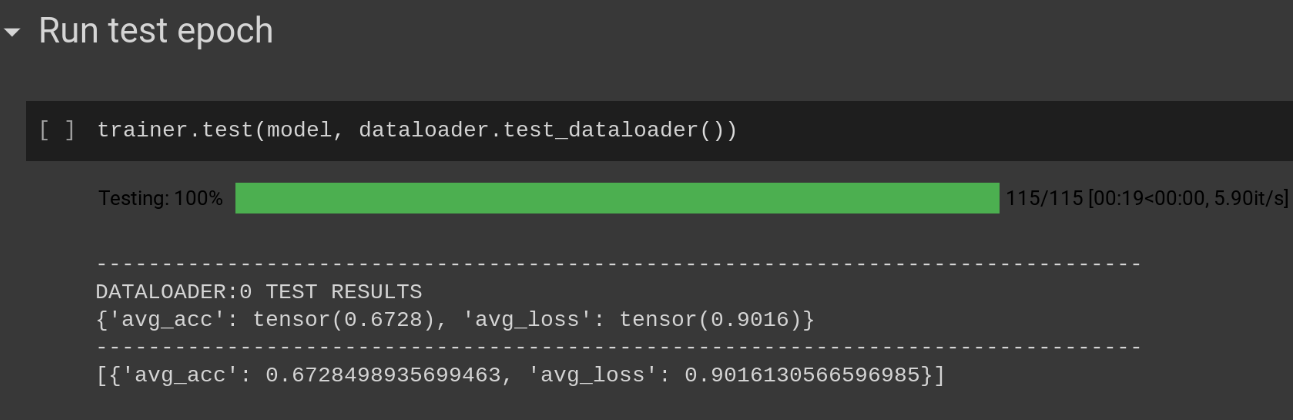 Run test epoch
[ ] trainer.test(model, dataloader.test_dataloader())
Testing: 100% 115/115 [00:19<00:00, 5.90it/s]
--------------------------------------------------------------------------------
DATALOADER:0 TEST RESULTS
{'avg_acc': tensor(0.6728), 'avg_loss': tensor(0.9016)}
--------------------------------------------------------------------------------
[{'avg_acc': 0.6728498935699463, 'avg_loss': 0.9016130566596985}]